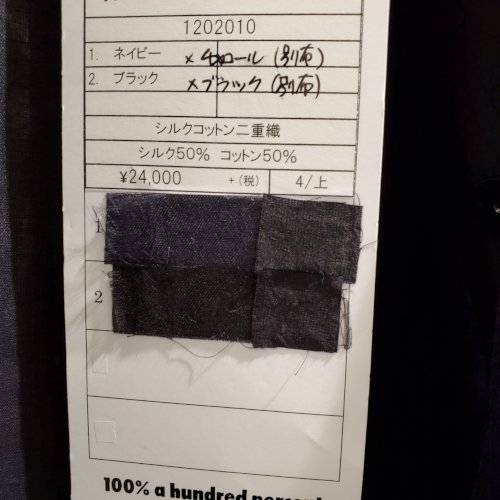 1202010
1. ネイビー × チャコール (別布)
2. ブラック × ブラック (別布)
シルクコットン二重織
シルク50% コットン50%
¥24,000 +(税) 4/上
1
2
100% a hundred percent